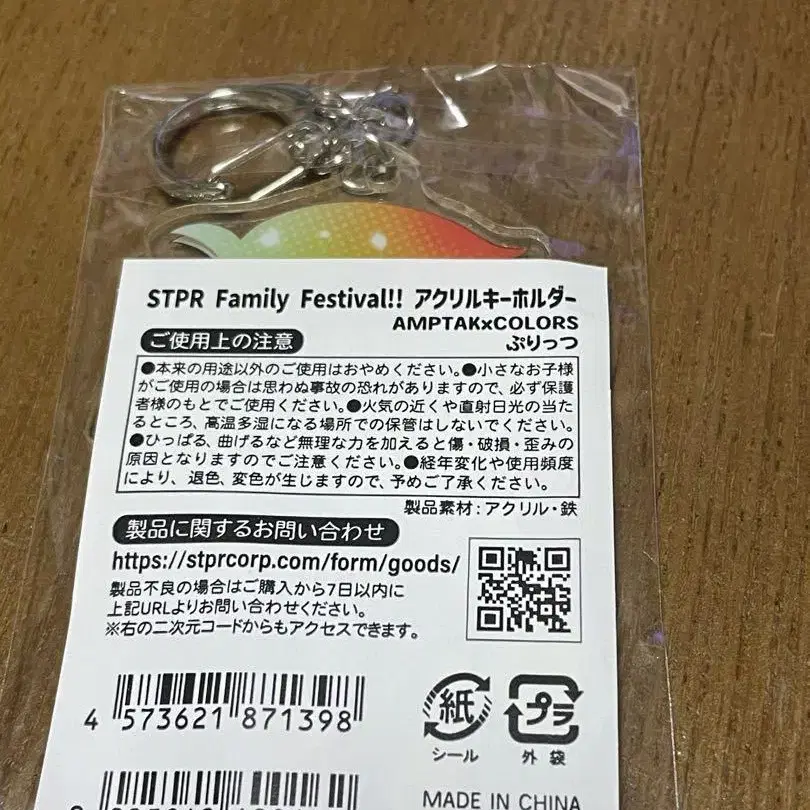 STPR Family Festival!! アクリルキーホルダー
AMPTAK×COLORS
ぷりっつ
ご使用上の注意
●本来の用途以外のご使用はおやめください。●小さなお子様
がご使用の場合は思わぬ事故の恐れがありますので、必ず保護
者様のもとでご使用ください。●火気の近くや直射日光の当た
るところ、高温多湿になる場所での保管はしないでください。
●ひっぱる、曲げるなど無理な力を加えると傷・破損・歪みの
原因となりますのでご注意ください。●経年変化や使用頻度
により、退色、変色が生じますので、予めご了承ください。
製品素材:アクリル・鉄
製品に関するお問い合わせ
https://stprcorp.com/form/goods/
製品不良の場合はご購入から7日以内に
上記URLよりお問い合わせください。
※右の二次元コードからもアクセスできます。
4 573621 871398
紙
シール
プラ
外袋
MADE IN CHINA